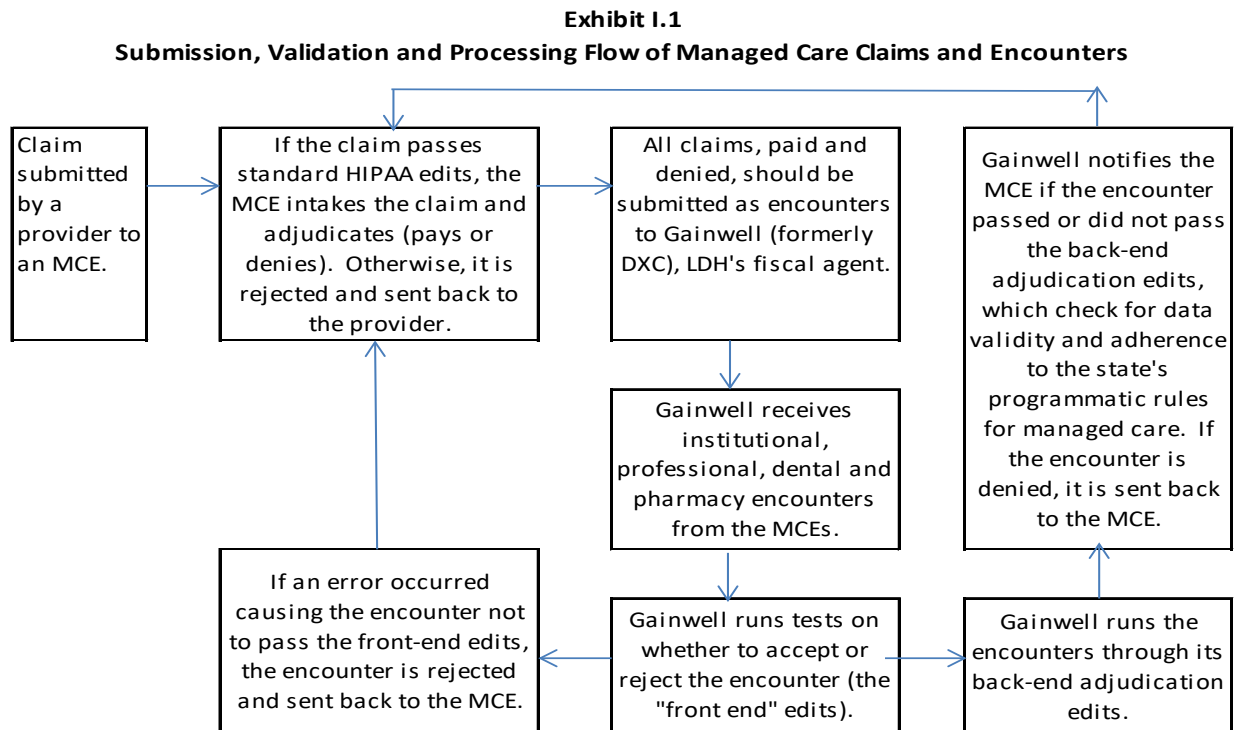 Exhibit I.1
Submission, Validation and Processing Flow of Managed Care Claims and Encounters
Claim
submitted
by a
provider to
an MCE.
If the claim passes
standard HIPAA edits, the
MCE intakes the claim and
adjudicates (pays or
denies). Otherwise, it is
rejected and sent back to
the provider.
All claims, paid and
denied, should be
submitted as encounters
to Gainwell (formerly
DXC), LDH's fiscal agent.
Gainwell receives
institutional,
professional, dental and
pharmacy encounters
from the MCEs.
Gainwell runs tests on
whether to accept or
reject the encounter (the
"front end" edits).
If an error occurred
causing the encounter not
to pass the front-end edits,
the encounter is rejected
and sent back to the MCE.
Gainwell runs the
encounters through its
back-end adjudication
edits.
Gainwell notifies the
MCE if the encounter
passed or did not pass
the back-end
adjudication edits,
which check for data
validity and adherence
to the state's
programmatic rules
for managed care. If
the encounter is
denied, it is sent back
to the MCE.